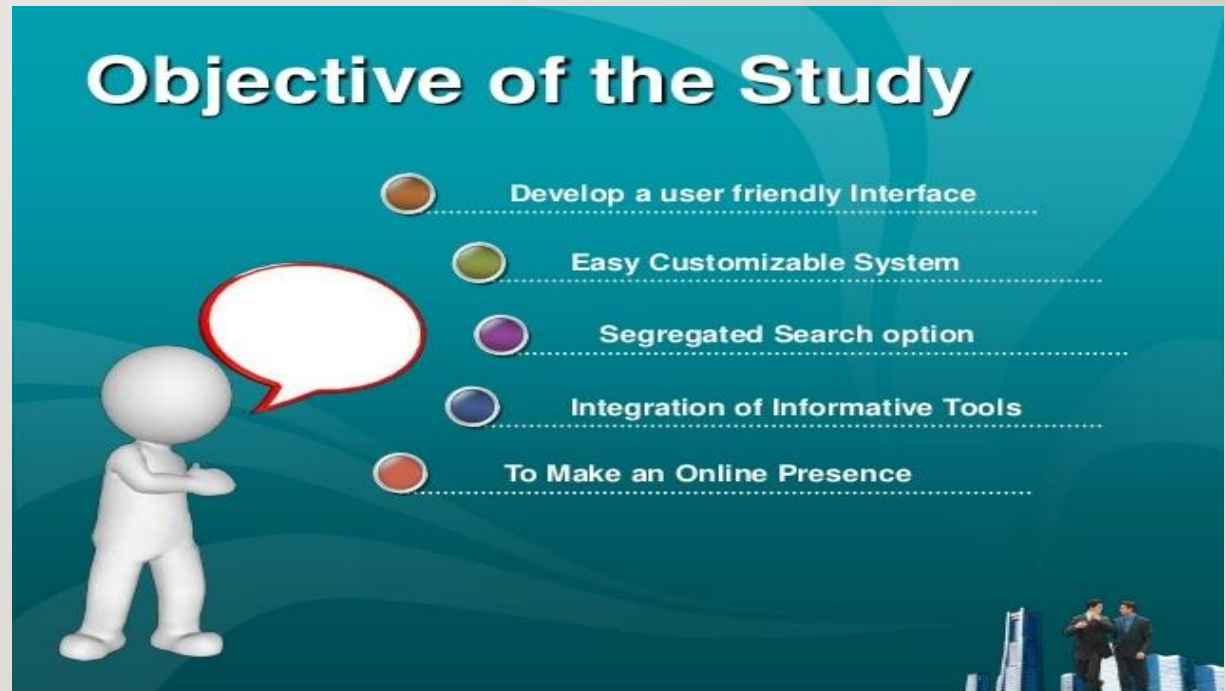 Objective of the Study
Develop a user friendly Interface
Easy Customizable System
Segregated Search option
Integration of Informative Tools
To Make an Online Presence